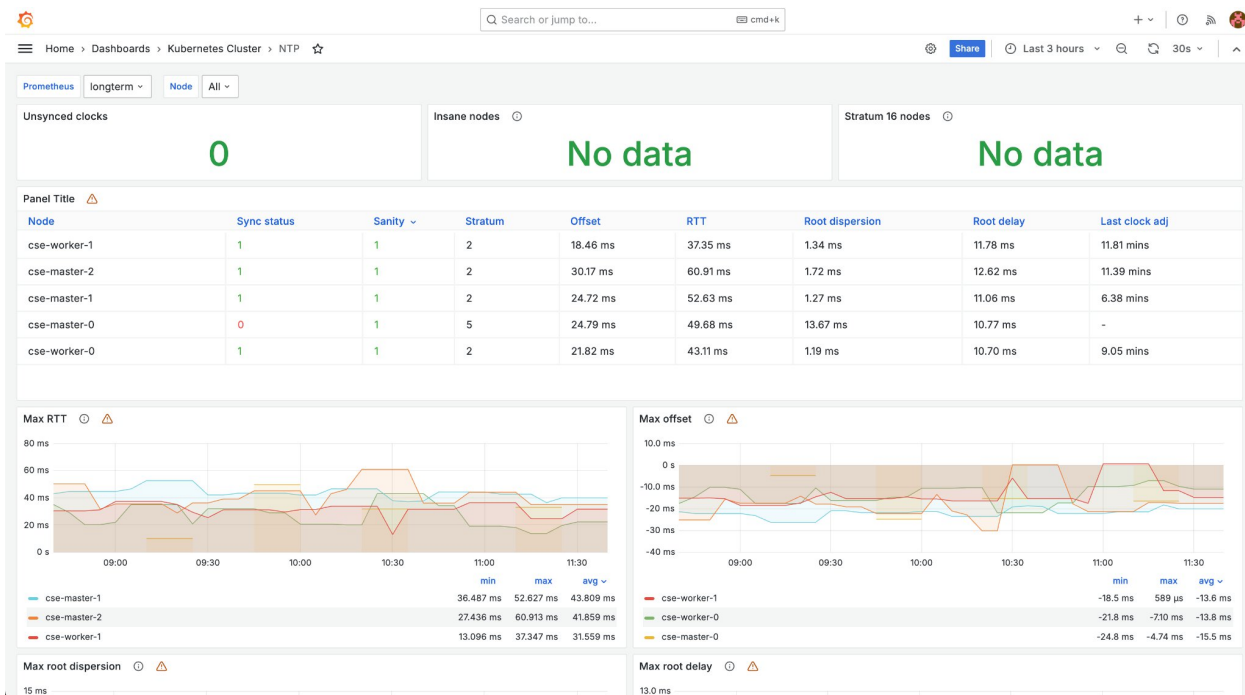 Search or jump to... cmd+k
Home › Dashboards › Kubernetes Cluster › NTP Share Last 3 hours 30s
Prometheus longterm Node All
Unsynced clocks
0
Insane nodes
No data
Stratum 16 nodes
No data
Panel Title
Node Sync status Sanity Stratum Offset RTT Root dispersion Root delay Last clock adj
cse-worker-1 1 1 2 18.46 ms 37.35 ms 1.34 ms 11.78 ms 11.81 mins
cse-master-2 1 1 2 30.17 ms 60.91 ms 1.72 ms 12.62 ms 11.39 mins
cse-master-1 1 1 2 24.72 ms 52.63 ms 1.27 ms 11.06 ms 6.38 mins
cse-master-0 0 1 5 24.79 ms 49.68 ms 13.67 ms 10.77 ms -
cse-worker-0 1 1 2 21.82 ms 43.11 ms 1.19 ms 10.70 ms 9.05 mins
Max RTT
80 ms
60 ms
40 ms
20 ms
0 s
09:00 09:30 10:00 10:30 11:00 11:30
min max avg
cse-master-1 36.487 ms 52.627 ms 43.809 ms
cse-master-2 27.436 ms 60.913 ms 41.859 ms
cse-worker-1 13.096 ms 37.347 ms 31.559 ms
Max offset
10.0 ms
0 s
-10.0 ms
-20 ms
-30 ms
-40 ms
09:00 09:30 10:00 10:30 11:00 11:30
min max avg
cse-worker-1 -18.5 ms 589 µs -13.6 ms
cse-worker-0 -21.8 ms -7.10 ms -13.8 ms
cse-master-0 -24.8 ms -4.74 ms -15.5 ms
Max root dispersion
15 ms
Max root delay
13.0 ms